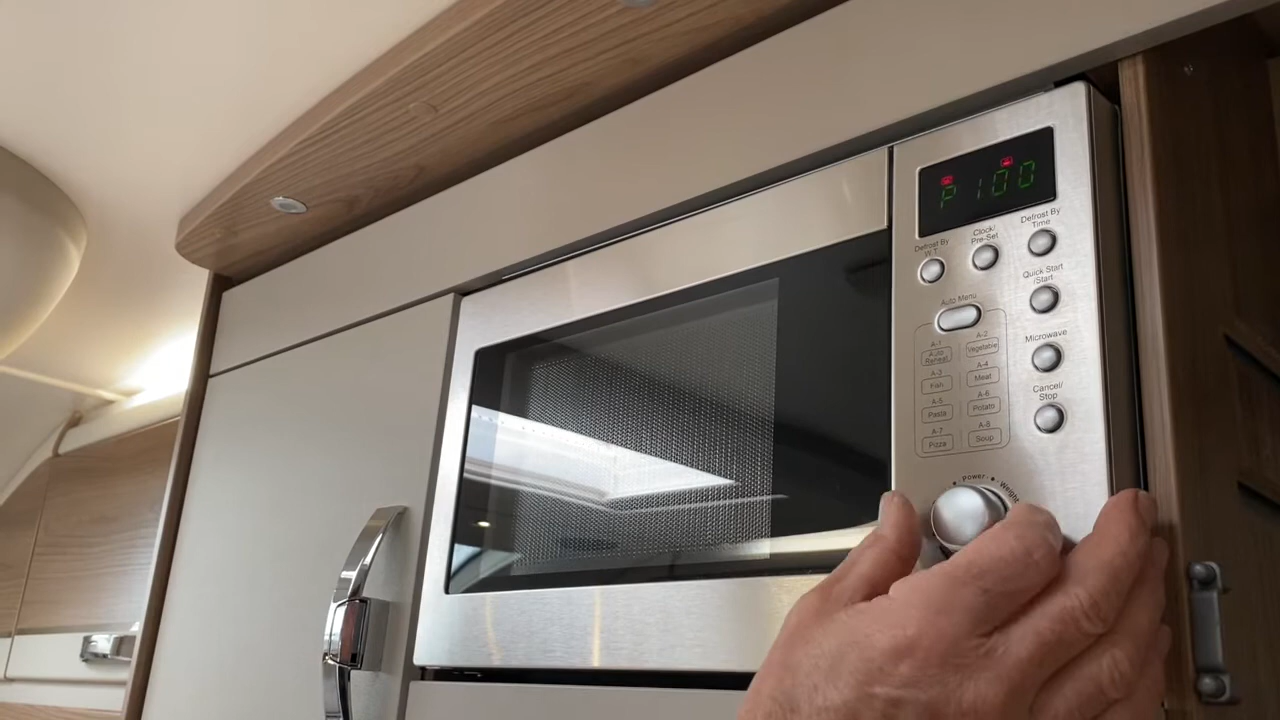 P100
Defrost By
W.T.
Clock/
Pre-Set
Defrost By
Time
Quick Start
/Start
Auto Menu
A-1
Auto
Reheat
A-2
Vegetable
A-3
Fish
A-4
Meat
A-5
Pasta
A-6
Potato
A-7
Pizza
A-8
Soup
Microwave
Cancel/
Stop
Power
Weight